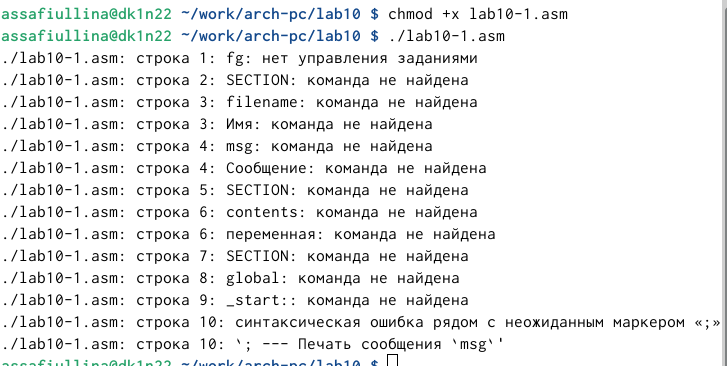 assafiullina@dk1n22 ~/work/arch-pc/lab10 $ chmod +x lab10-1.asm
assafiullina@dk1n22 ~/work/arch-pc/lab10 $ ./lab10-1.asm
./lab10-1.asm: строка 1: fg: нет управления заданиями
./lab10-1.asm: строка 2: SECTION: команда не найдена
./lab10-1.asm: строка 3: filename: команда не найдена
./lab10-1.asm: строка 3: Имя: команда не найдена
./lab10-1.asm: строка 4: msg: команда не найдена
./lab10-1.asm: строка 4: Сообщение: команда не найдена
./lab10-1.asm: строка 5: SECTION: команда не найдена
./lab10-1.asm: строка 6: contents: команда не найдена
./lab10-1.asm: строка 6: переменная: команда не найдена
./lab10-1.asm: строка 7: SECTION: команда не найдена
./lab10-1.asm: строка 8: global: команда не найдена
./lab10-1.asm: строка 9: _start:: команда не найдена
./lab10-1.asm: строка 10: синтаксическая ошибка рядом с неожиданным маркером «;»
./lab10-1.asm: строка 10: `; --- Печать сообщения `msg`'
assafiullina@dk1n22 ~/work/arch-pc/lab10 $